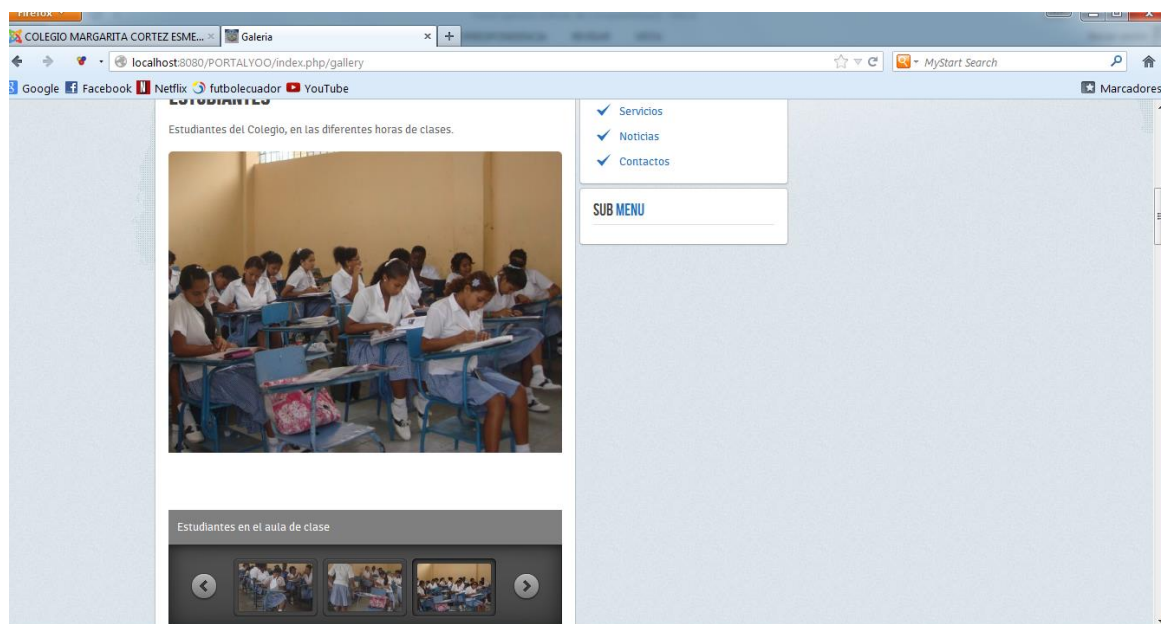 Firefox
COLEGIO MARGARITA CORTEZ ESME...
Galeria
localhost:8080/PORTALYOO/index.php/gallery
MyStart Search
Google Facebook Netflix futbolecuador YouTube
Marcadores
ESTUDIANTES
Estudiantes del Colegio, en las diferentes horas de clases.
Servicios
Noticias
Contactos
SUB MENU
Estudiantes en el aula de clase